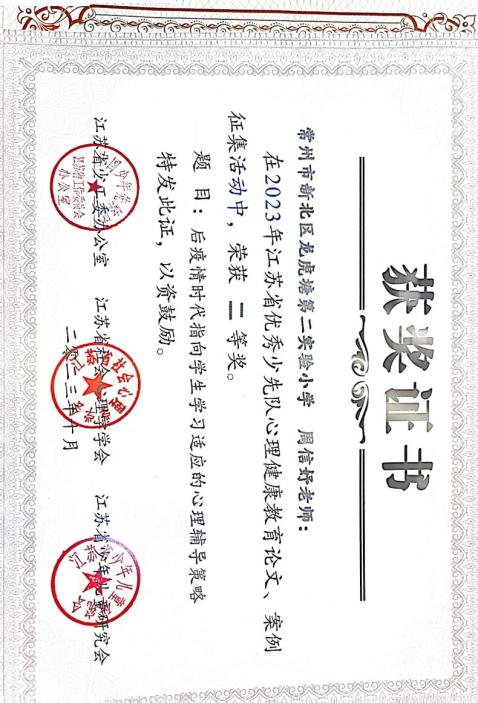 获奖证书
常州市新北区龙虎塘第二实验小学 周信妤老师：
在2023年江苏省优秀少先队心理健康教育论文、案例
征集活动中，荣获 二 等奖。
题 目：后疫情时代指向学生学习适应的心理辅导策略
特发此证，以资鼓励。
江苏省少工委办公室 江苏省社会心理学学会 江苏省少年儿童研究会
二零二三年十月
办公室